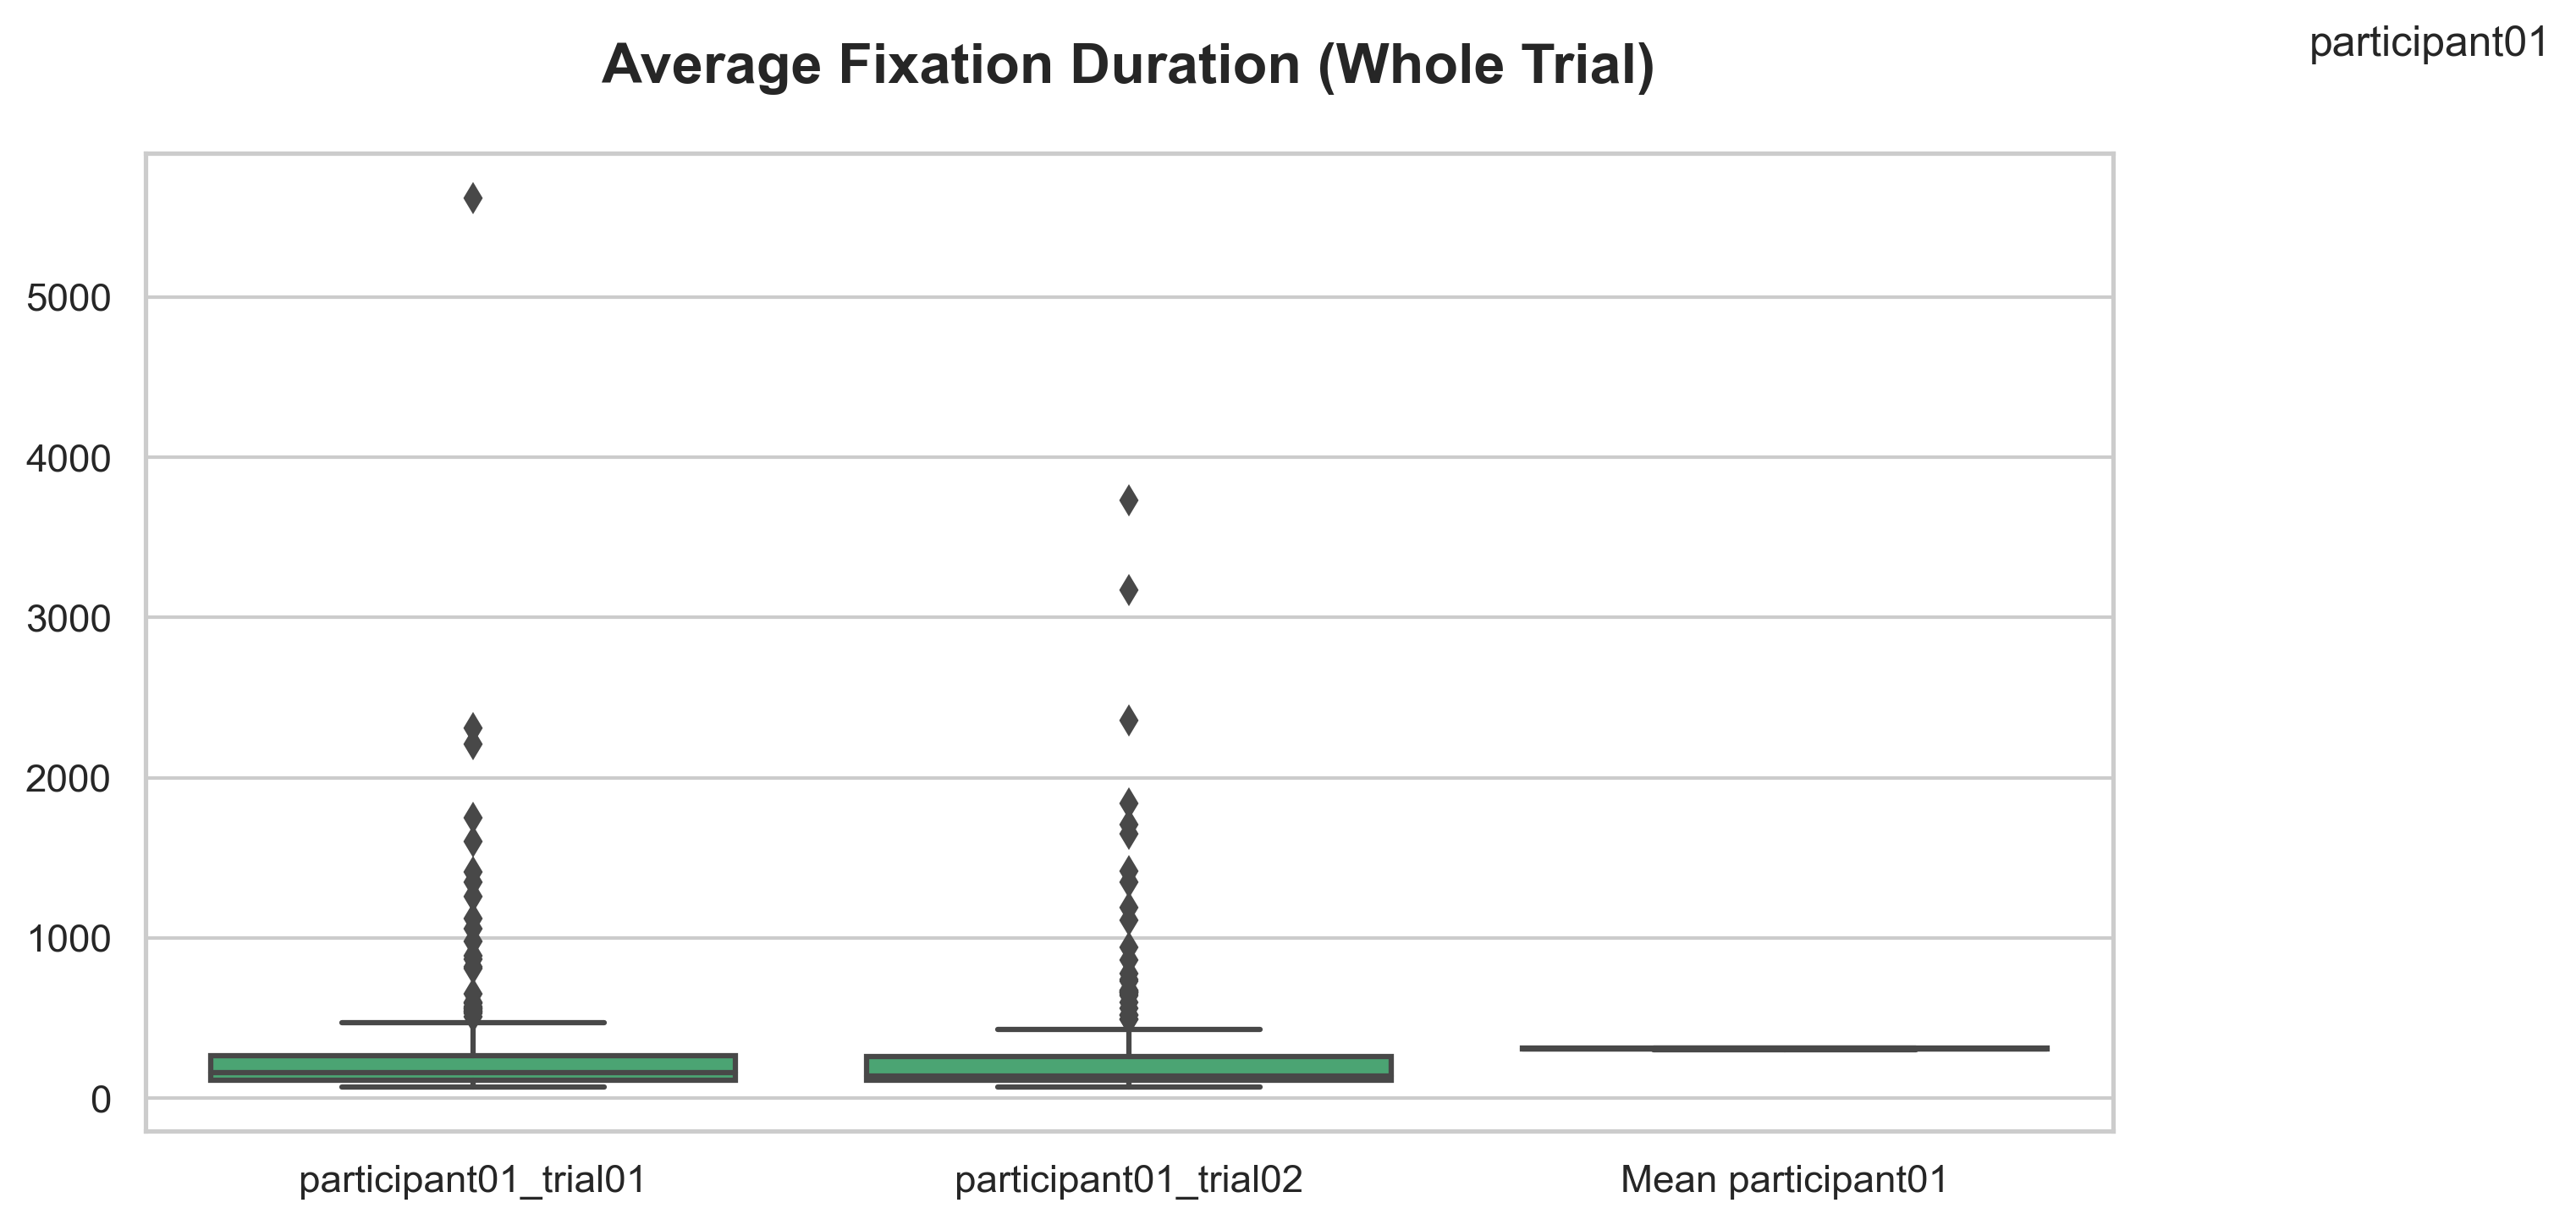 participant01
Average Fixation Duration (Whole Trial)
5000
4000
3000
2000
1000
0
participant01_trial01
participant01_trial02
Mean participant01